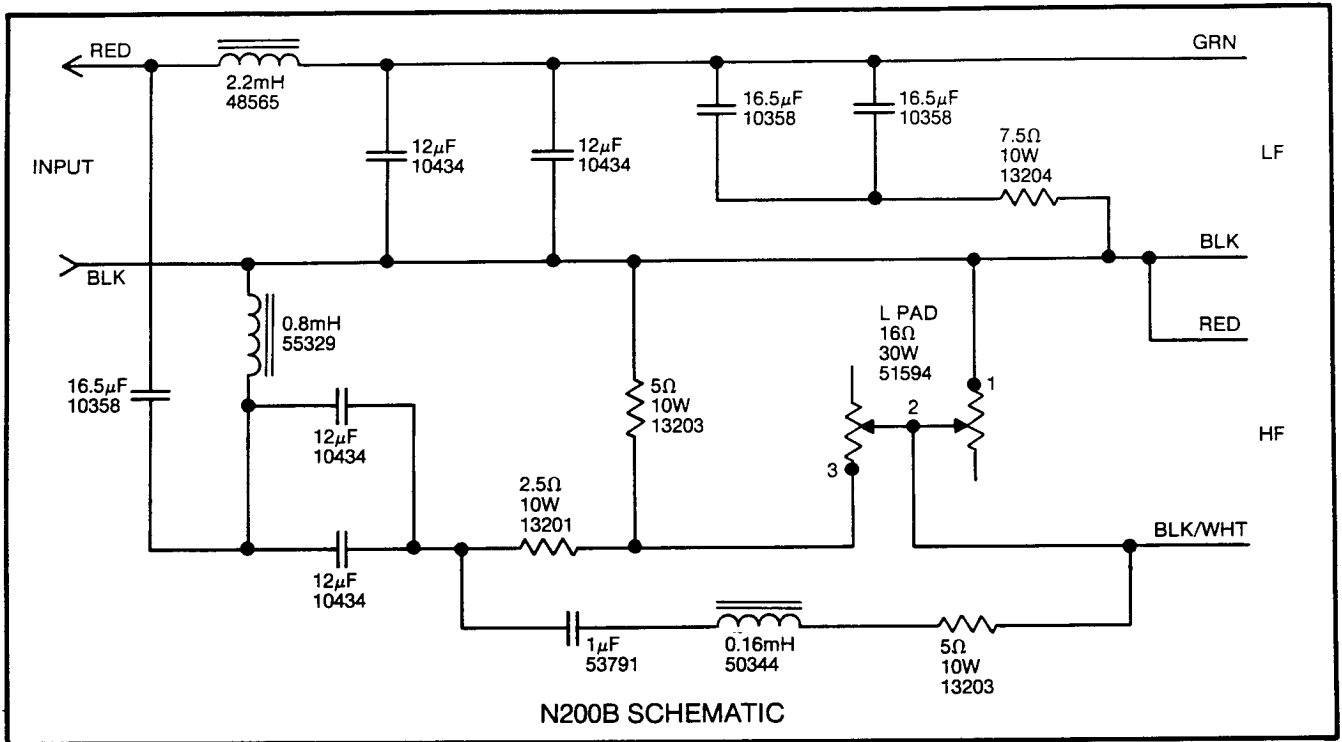 RED
GRN
2.2mH
48565
16.5μF
10358
16.5μF
10358
12μF
10434
12μF
10434
7.5Ω
10W
13204
INPUT
LF
BLK
BLK
RED
0.8mH
55329
L PAD
16Ω
30W
51594
16.5μF
10358
5Ω
10W
13203
1
2
3
HF
12μF
10434
2.5Ω
10W
13201
BLK/WHT
12μF
10434
1μF
53791
0.16mH
50344
5Ω
10W
13203
N200B SCHEMATIC